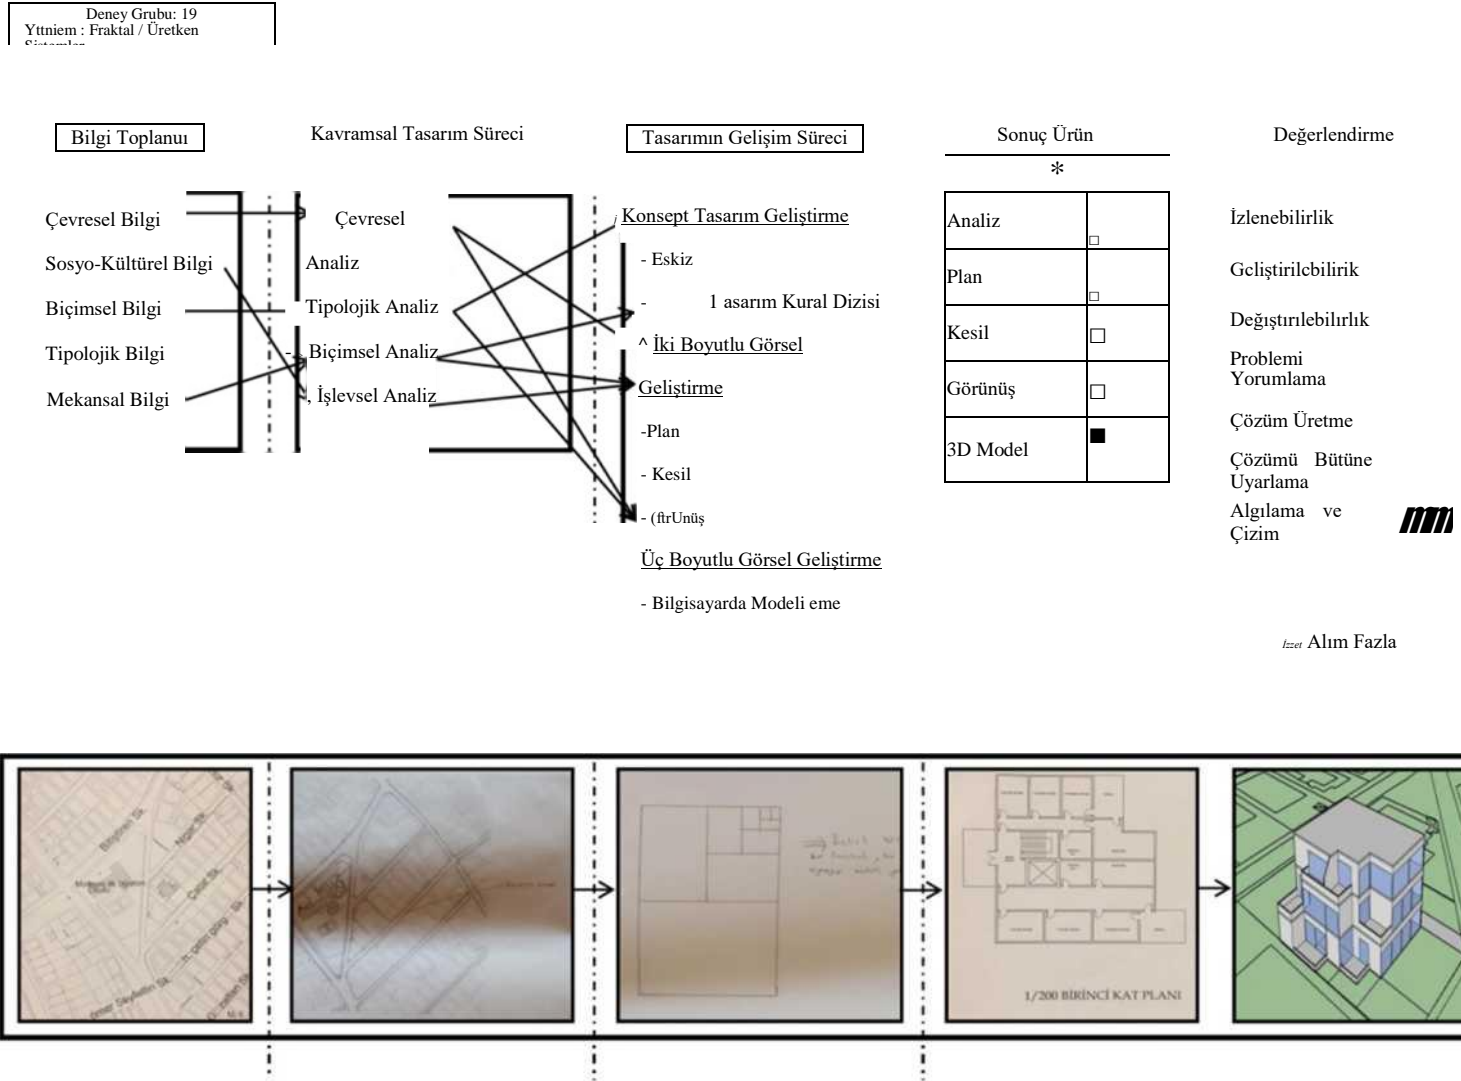 Deney Grubu: 19
Yttniem : Fraktal / Üretken
Bilgi Toplanuı
Kavramsal Tasarım Süreci
Tasarımın Gelişim Süreci
Sonuç Ürün
Değerlendirme
*
Çevresel Bilgi
Sosyo-Kültürel Bilgi
Biçimsel Bilgi
Tipolojik Bilgi
Mekansal Bilgi
Çevresel
Analiz
Tipolojik Analiz
Biçimsel Analiz
, İşlevsel Analiz
Konsept Tasarım Geliştirme
- Eskiz
- 1 asarım Kural Dizisi
^ İki Boyutlu Görsel
Geliştirme
-Plan
- Kesil
- (ftrUnüş
Üç Boyutlu Görsel Geliştirme
- Bilgisayarda Modeli eme
Analiz □
Plan □
Kesil □
Görünüş □
3D Model ■
İzlenebilirlik
Gcliştirilcbilirik
Değıştırılebilırlık
Problemi
Yorumlama
Çözüm Üretme
Çözümü Bütüne
Uyarlama
Algılama ve
Çizim
İzzet Alım Fazla
1/200 BİRİNCİ KAT PLANI